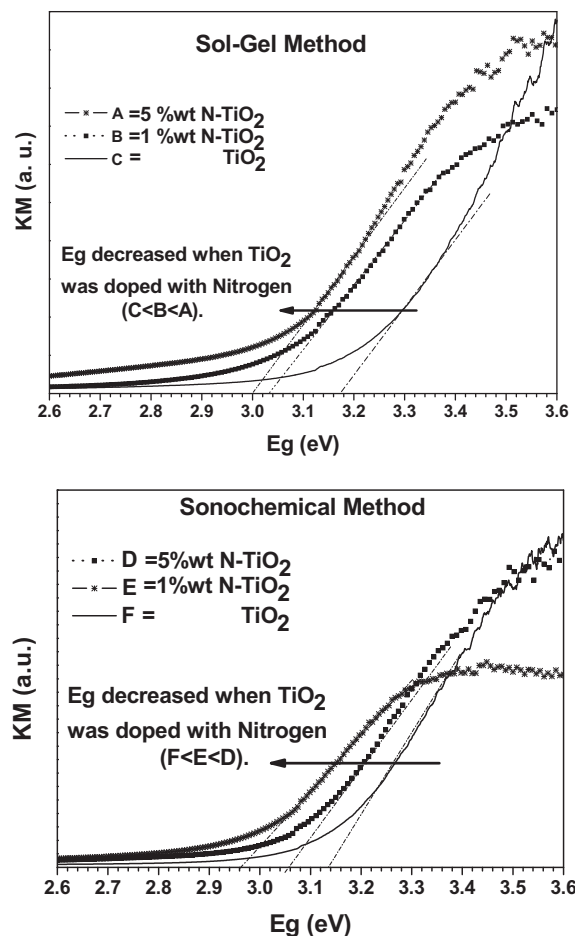 Sol-Gel Method
A =5 %wt N-TiO2
B =1 %wt N-TiO2
C = TiO2
KM (a. u.)
Eg decreased when TiO2
was doped with Nitrogen
(C<B<A).
2.6 2.7 2.8 2.9 3.0 3.1 3.2 3.3 3.4 3.5 3.6
Eg (eV)
Sonochemical Method
D =5%wt N-TiO2
E =1%wt N-TiO2
F = TiO2
KM (a.u.)
Eg decreased when TiO2
was doped with Nitrogen
(F<E<D).
2.6 2.7 2.8 2.9 3.0 3.1 3.2 3.3 3.4 3.5 3.6
Eg (eV)